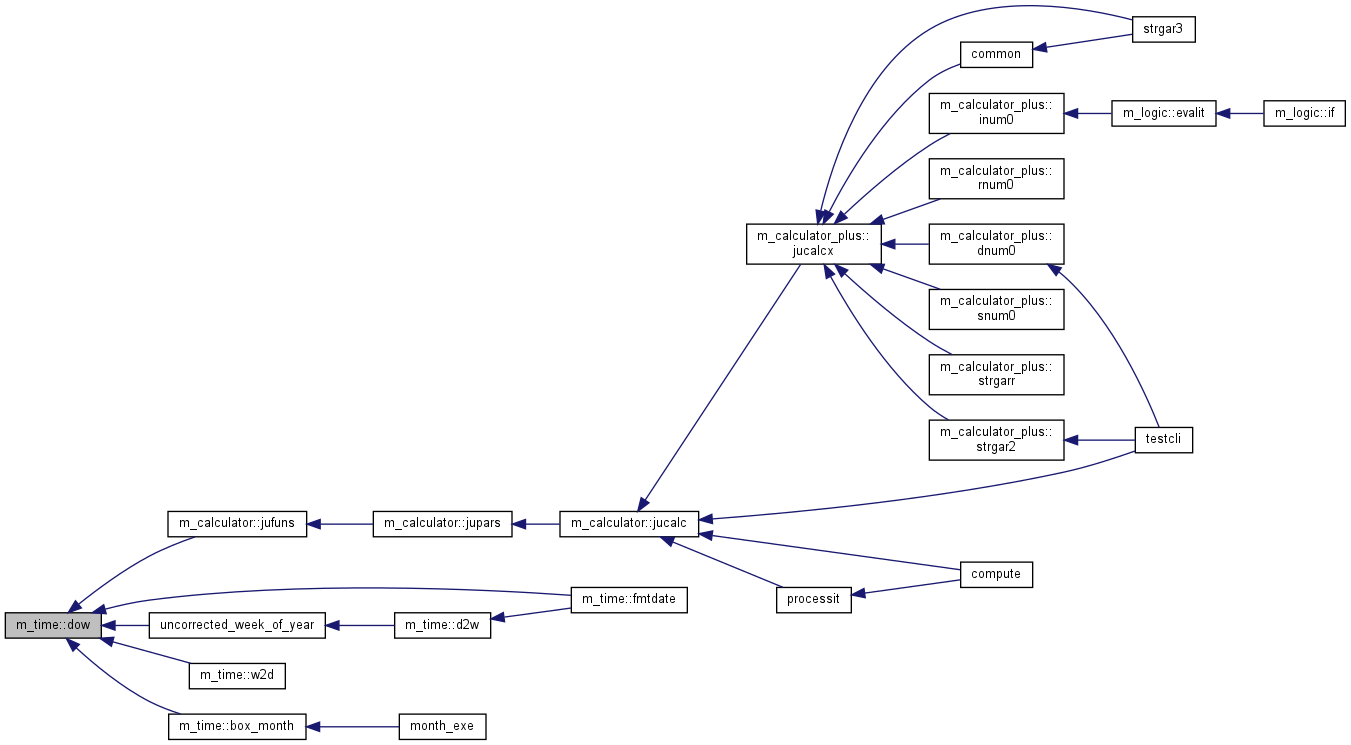 strgar3
common
m_calculator_plus::
inum0
m_logic::evalit
m_logic::if
m_calculator_plus::
rnum0
m_calculator_plus::
jucalcx
m_calculator_plus::
dnum0
m_calculator_plus::
snum0
m_calculator_plus::
strgarr
m_calculator_plus::
strgar2
testcli
m_calculator::jufuns
m_calculator::jupars
m_calculator::jucalc
compute
processit
m_time::fmtdate
m_time::dow
uncorrected_week_of_year
m_time::d2w
m_time::w2d
m_time::box_month
month_exe